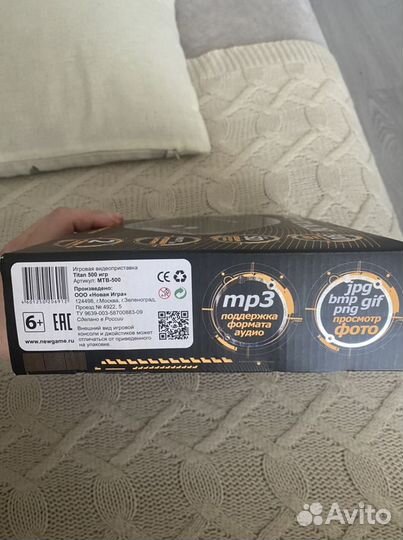 Игровая видеоприставка
Titan 500 игр
Артикул: MTB-500
Произведено:
ООО «Новая Игра»
124498, г.Москва, г.Зеленоград,
Проезд № 4922, 5
ТУ 9639-003-58700883-09
Сделано в России
6+
EAC
CE
Внешний вид игровой
консоли и джойстиков может
отличаться от приведенного
на упаковке.
www.newgame.ru
mp3
поддержка
формата
аудио
jpg
bmp gif
png
просмотр
фото
Avito